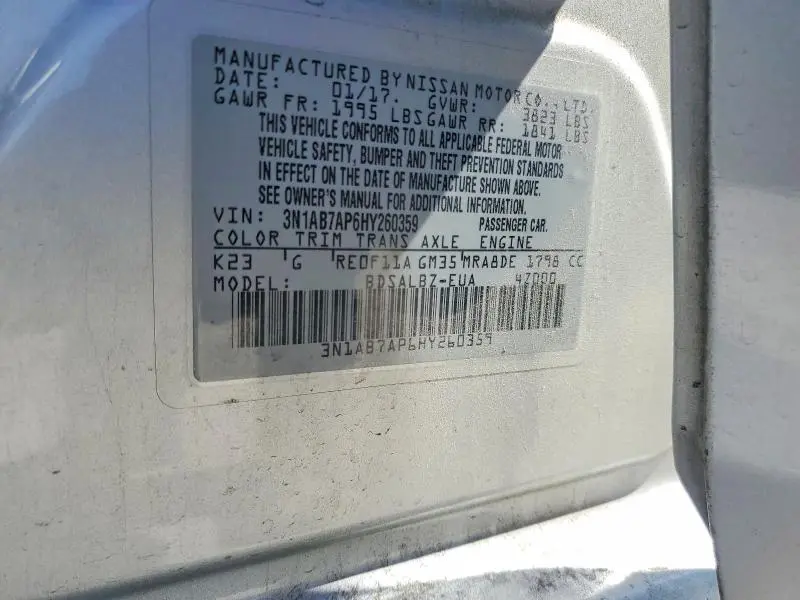 MANUFACTURED BY NISSAN MOTOR CO., LTD.
DATE: 01/17. GVWR: 3823 LBS
GAWR FR: 1995 LBS GAWR RR: 1841 LBS
THIS VEHICLE CONFORMS TO ALL APPLICABLE FEDERAL MOTOR
VEHICLE SAFETY, BUMPER AND THEFT PREVENTION STANDARDS
IN EFFECT ON THE DATE OF MANUFACTURE SHOWN ABOVE.
SEE OWNER'S MANUAL FOR ADDITIONAL INFORMATION.
VIN: 3N1AB7AP6HY260359 PASSENGER CAR.
COLOR TRIM TRANS AXLE ENGINE
K23 G RE0F11A GM35 MRA8DE 1798 CC
MODEL: BDSALBZ-EUA 4Z000
3N1AB7AP6HY260359